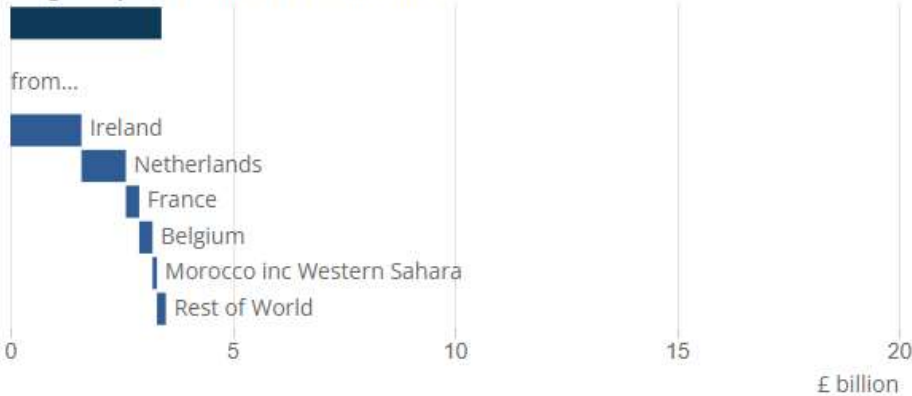 from...
Ireland
Netherlands
France
Belgium
Morocco inc Western Sahara
Rest of World
0 5 10 15 20
£ billion